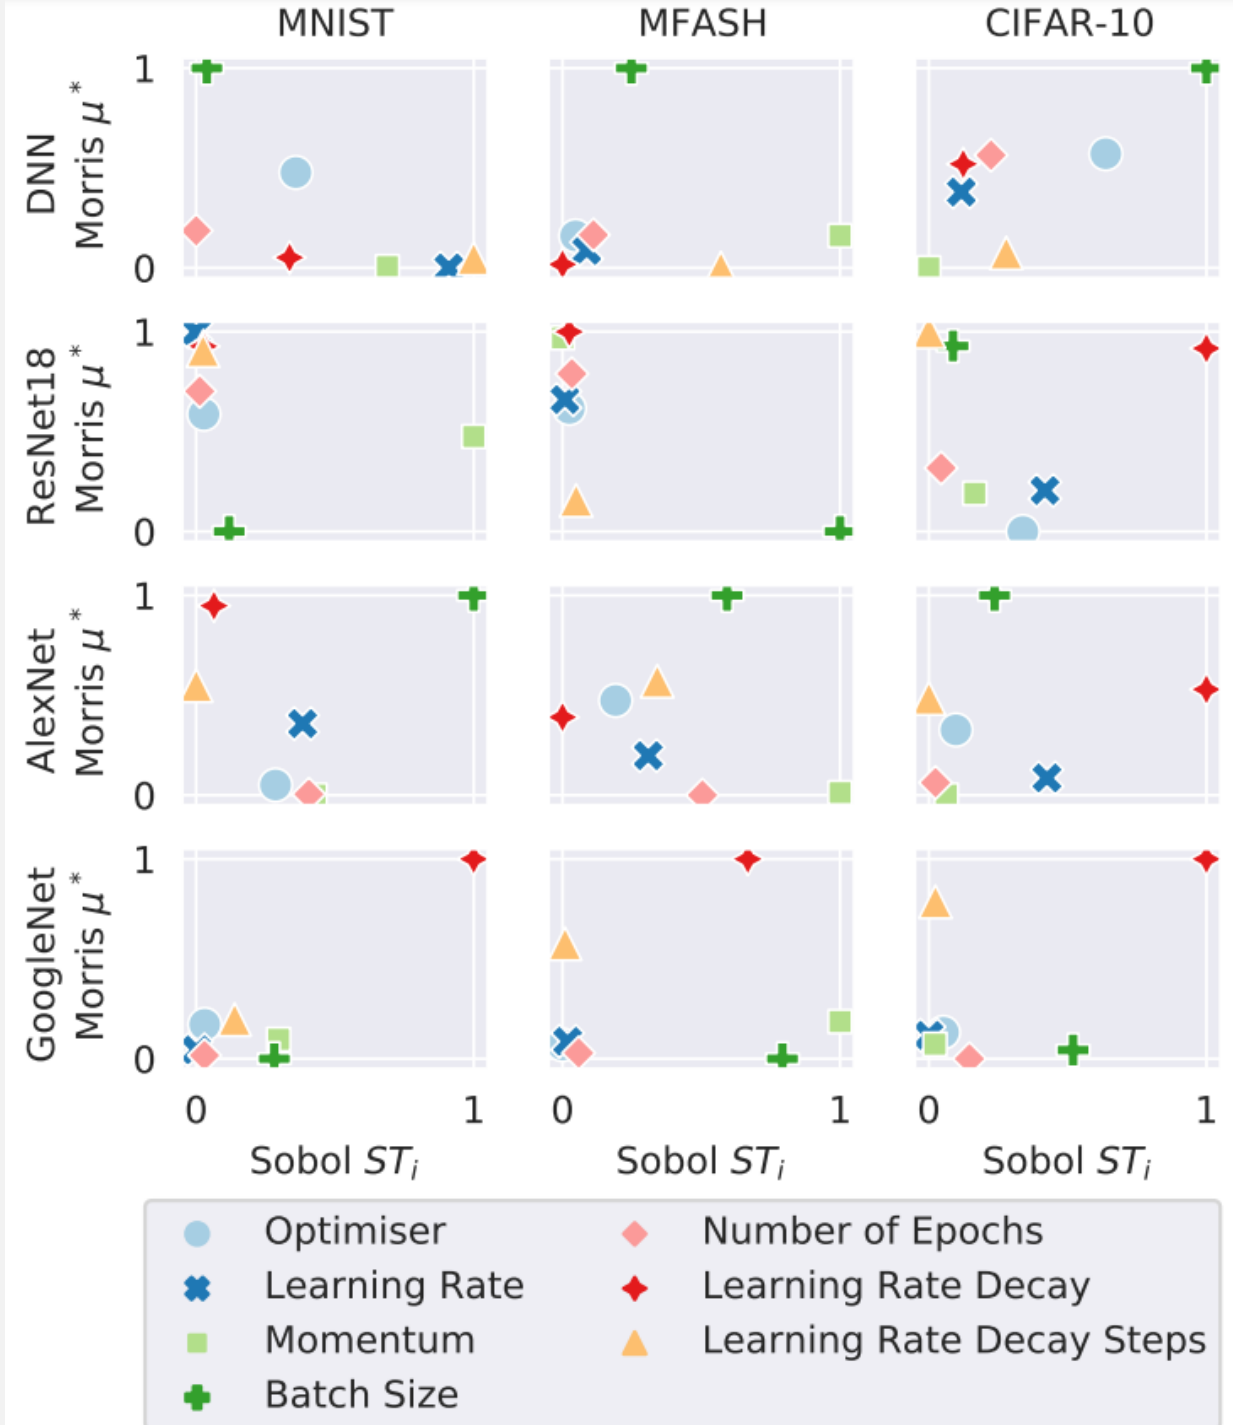 MNIST MFASH CIFAR-10
DNN
Morris μ*
1
0
ResNet18
Morris μ*
1
0
AlexNet
Morris μ*
1
0
GoogleNet
Morris μ*
1
0
0 1 0 1 0 1
Sobol STᵢ Sobol STᵢ Sobol STᵢ
Optimiser Number of Epochs
Learning Rate Learning Rate Decay
Momentum Learning Rate Decay Steps
Batch Size